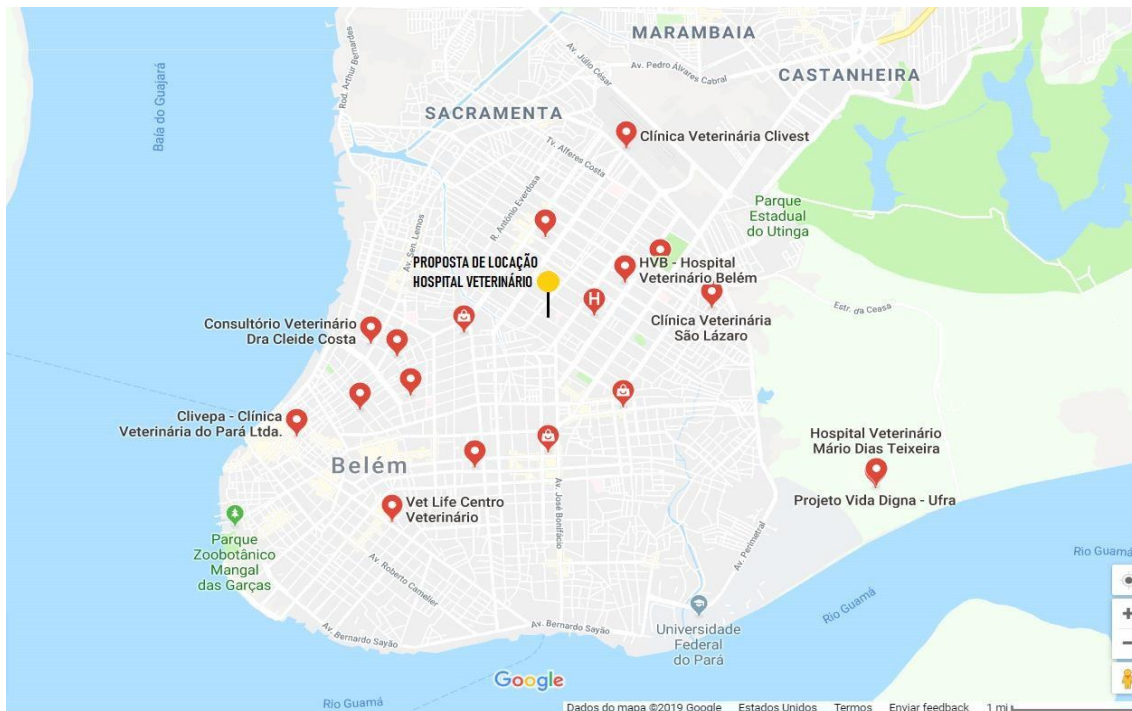 MARAMBAIA
Av. Júlio César
Av. Pedro Álvares Cabral
CASTANHEIRA
Rod. Arthur Bernardes
Baía do Guajará
SACRAMENTA
Clínica Veterinária Clivest
Tv. Alferes Costa
R. Antônio Everdosa
Parque
Estadual
do Utinga
Av. Sen. Lemos
PROPOSTA DE LOCAÇÃO
HOSPITAL VETERINÁRIO
HVB - Hospital
Veterinário Belém
H
Estr. da Ceasa
Clínica Veterinária
São Lázaro
Consultório Veterinário
Dra Cleide Costa
Clivepa - Clínica
Veterinária do Pará Ltda.
Belém
Hospital Veterinário
Mário Dias Teixeira
Projeto Vida Digna - Ufra
Vet Life Centro
Veterinário
Av. José Bonifácio
Parque
Zoobotânico
Mangal
das Garças
Av. Perimetral
Av. Roberto Camelier
Rio Guamá
Rio Guamá
Av. Bernardo Sayão
Av. Bernardo Sayão
Universidade
Federal
do Pará
Google
Rio Guamá
Dados do mapa ©2019 Google Estados Unidos Termos Enviar feedback 1 mi